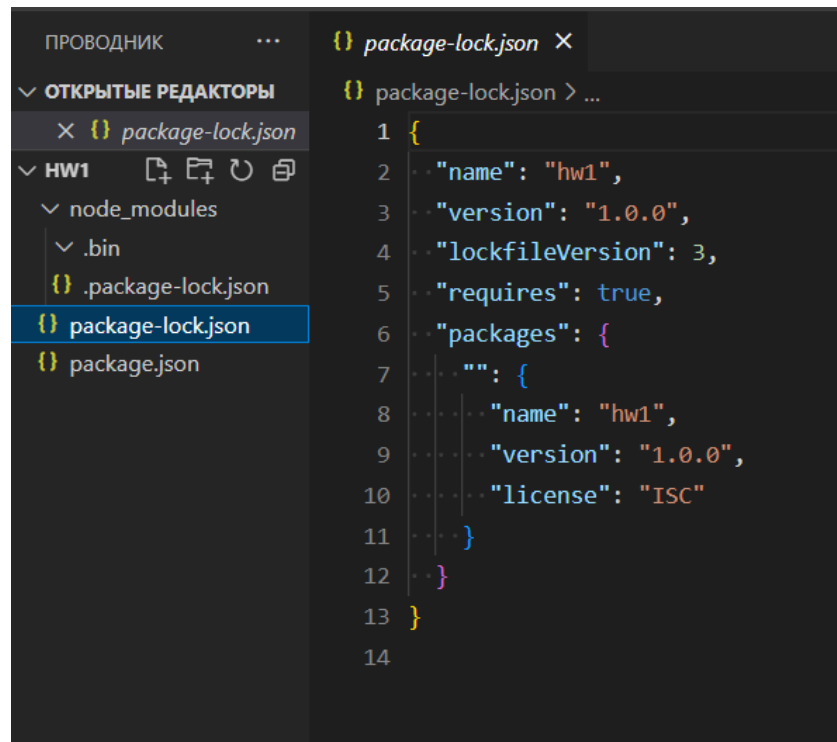 ПРОВОДНИК ...
ОТКРЫТЫЕ РЕДАКТОРЫ
{} package-lock.json
HW1
node_modules
.bin
{} .package-lock.json
{} package-lock.json
{} package.json
{} package-lock.json
{} package-lock.json > ...
1 {
2 "name": "hw1",
3 "version": "1.0.0",
4 "lockfileVersion": 3,
5 "requires": true,
6 "packages": {
7 "": {
8 "name": "hw1",
9 "version": "1.0.0",
10 "license": "ISC"
11 }
12 }
13 }
14